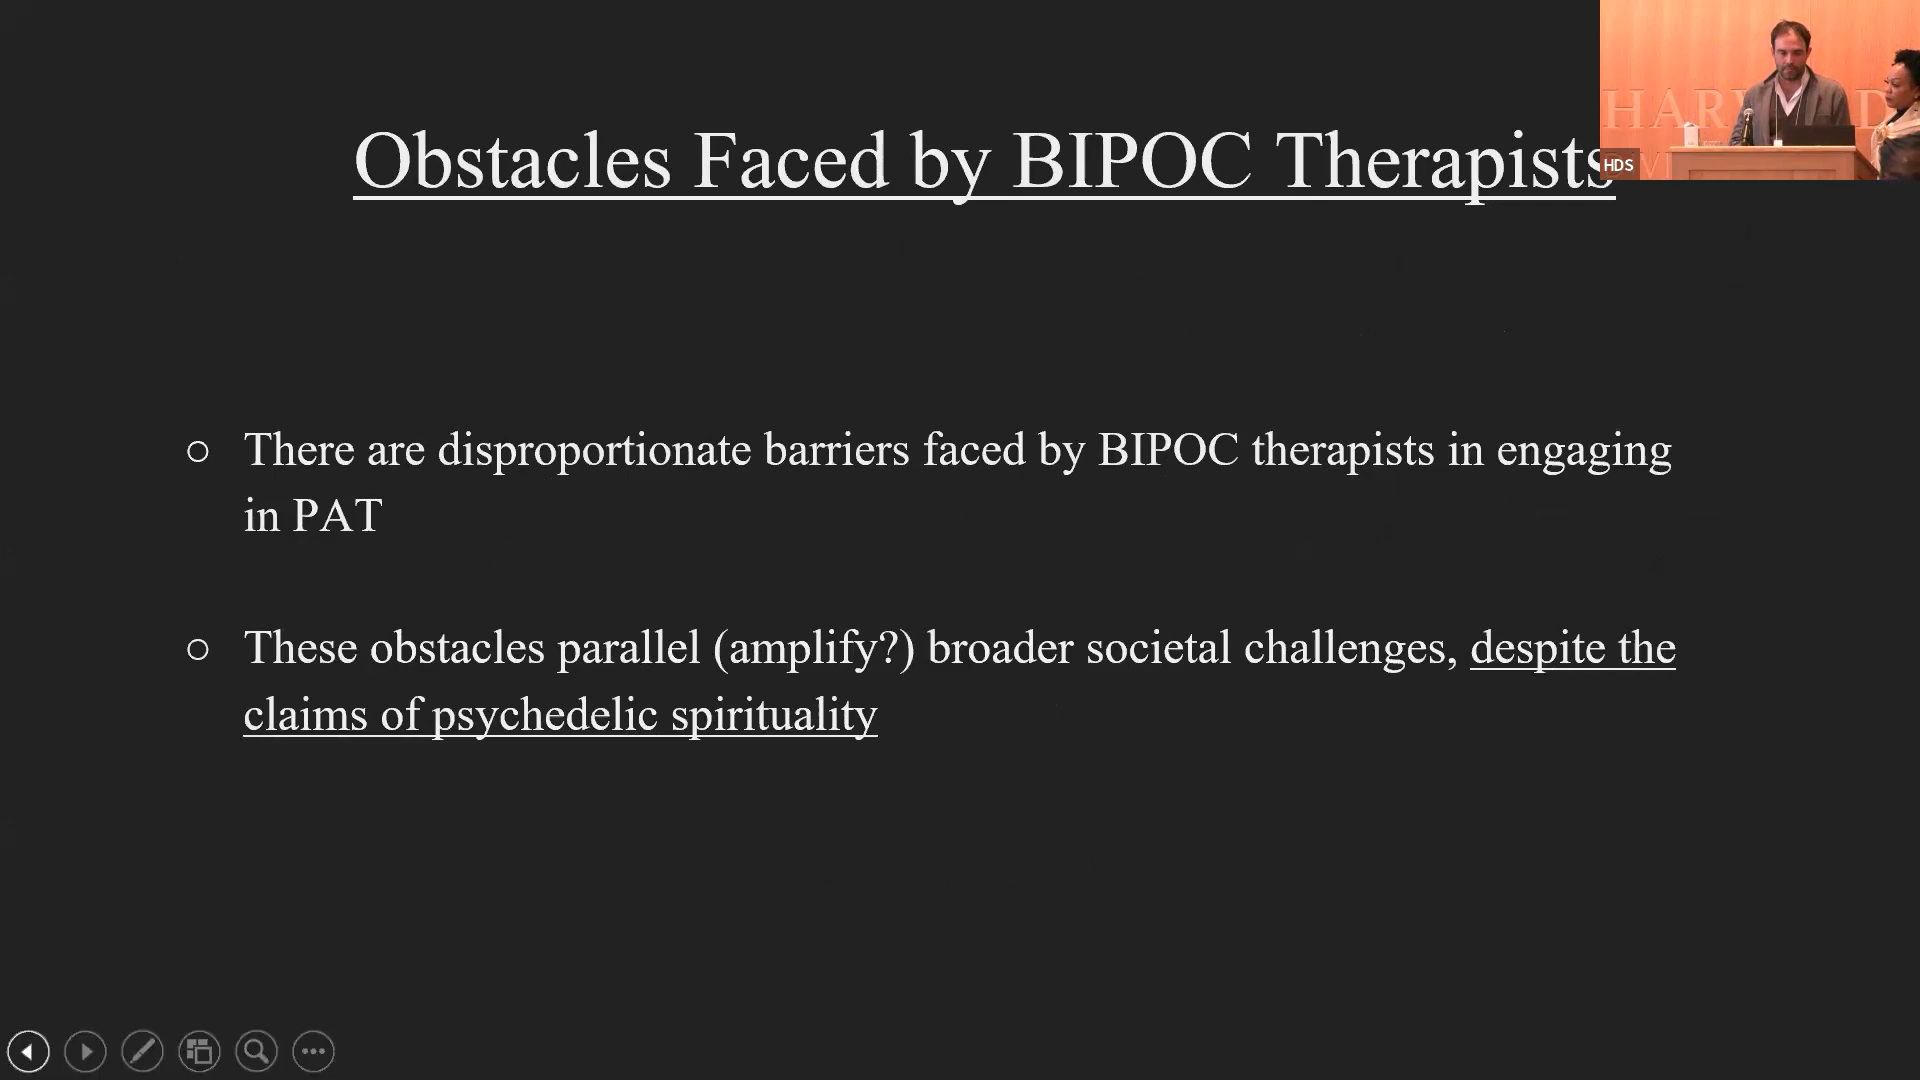 Obstacles Faced by BIPOC Therapists
HDS
There are disproportionate barriers faced by BIPOC therapists in engaging
in PAT
These obstacles parallel (amplify?) broader societal challenges, despite the
claims of psychedelic spirituality